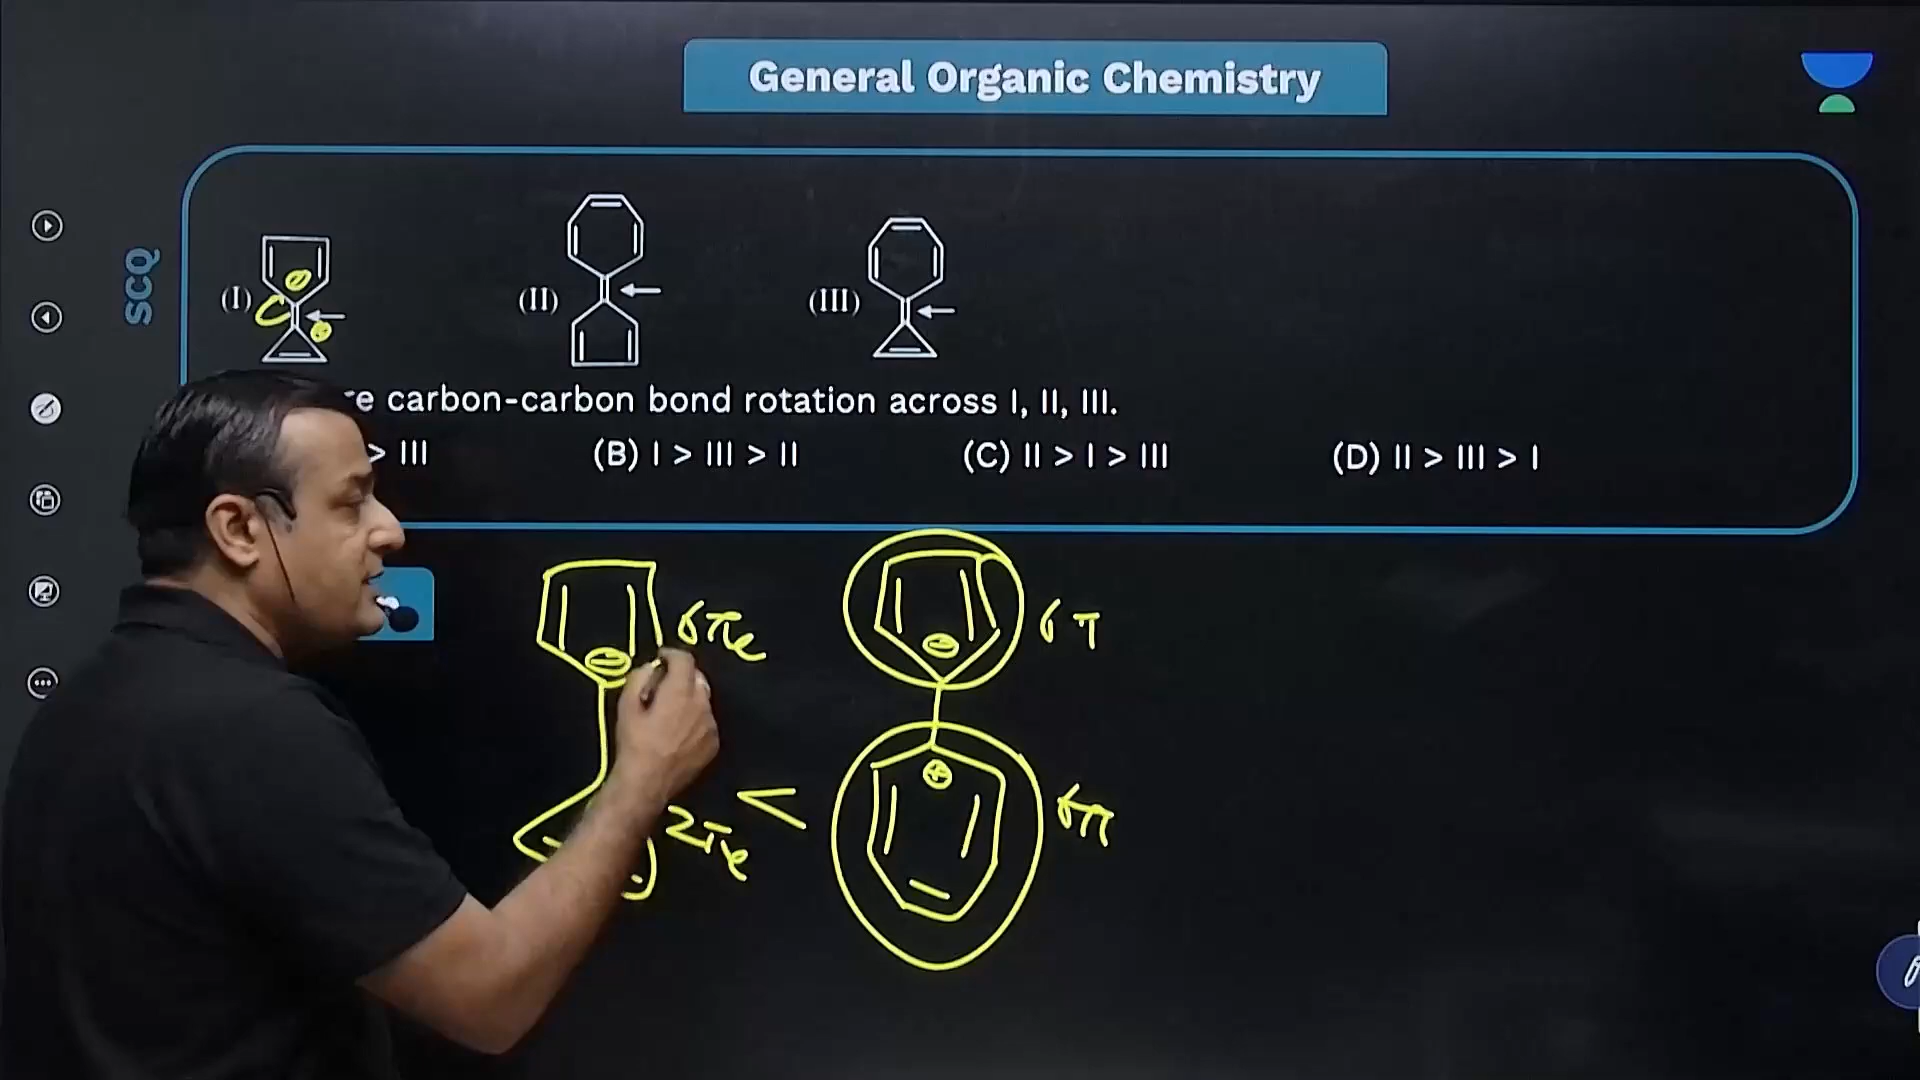 General Organic Chemistry
SCQ
(I)
(II)
(III)
carbon-carbon bond rotation across I, II, III.
> III
(B) I > III > II
(C) II > I > III
(D) II > III > I
6πe
6π
2πe
<
6π